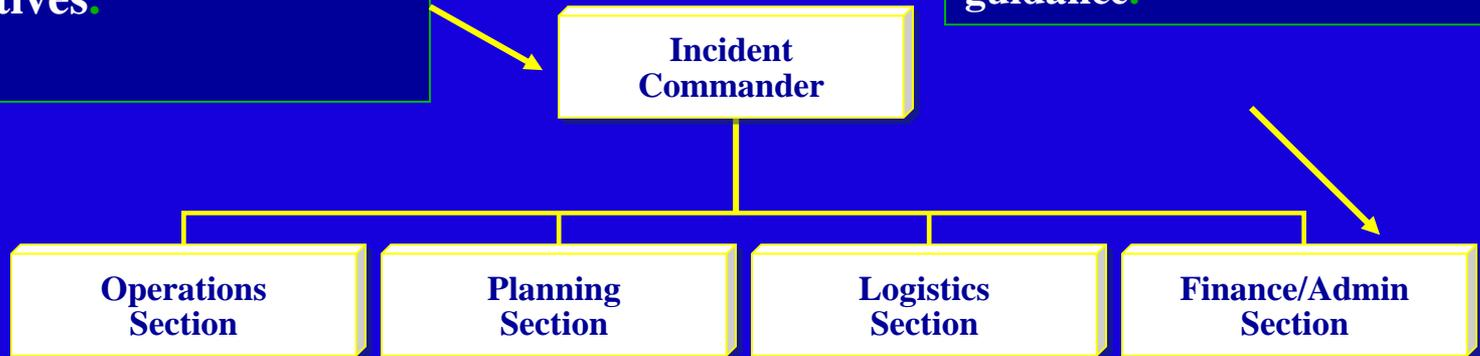 tives.
guidance.
Incident
Commander
Operations
Section
Planning
Section
Logistics
Section
Finance/Admin
Section